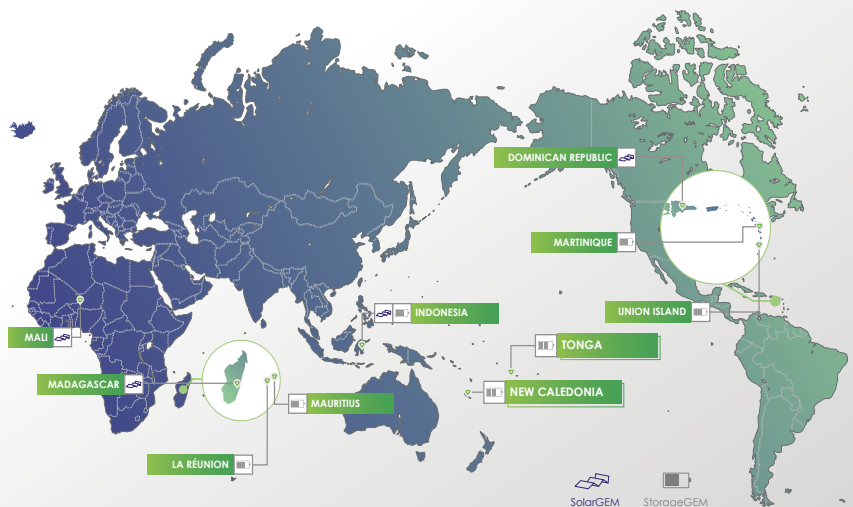 DOMINICAN REPUBLIC
MARTINIQUE
UNION ISLAND
INDONESIA
MALI
TONGA
MADAGASCAR
NEW CALEDONIA
MAURITIUS
LA RÉUNION
SolarGEM
StorageGEM